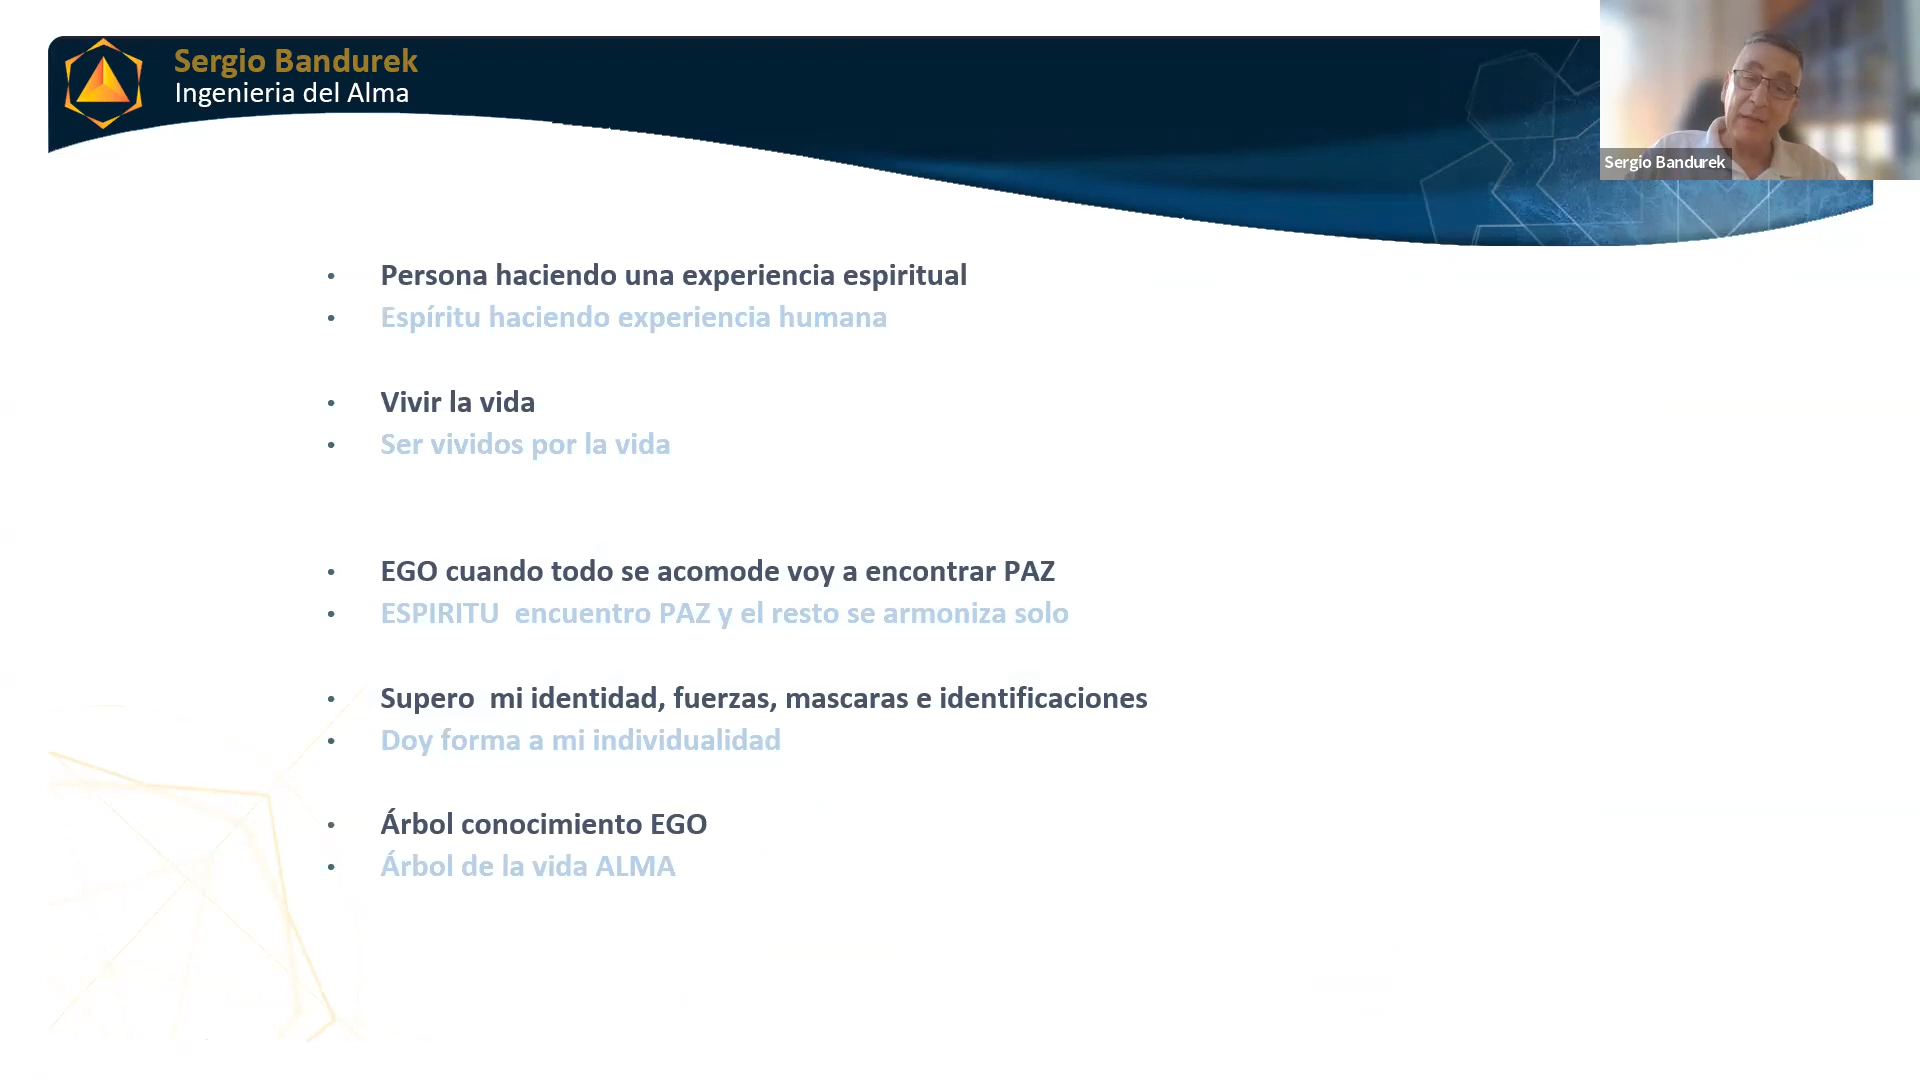 Sergio Bandurek
Ingenieria del Alma
Sergio Bandurek
• Persona haciendo una experiencia espiritual
• Espíritu haciendo experiencia humana
• Vivir la vida
• Ser vividos por la vida
• EGO cuando todo se acomode voy a encontrar PAZ
• ESPIRITU  encuentro PAZ y el resto se armoniza solo
• Supero  mi identidad, fuerzas, mascaras e identificaciones
• Doy forma a mi individualidad
• Árbol conocimiento EGO
• Árbol de la vida ALMA